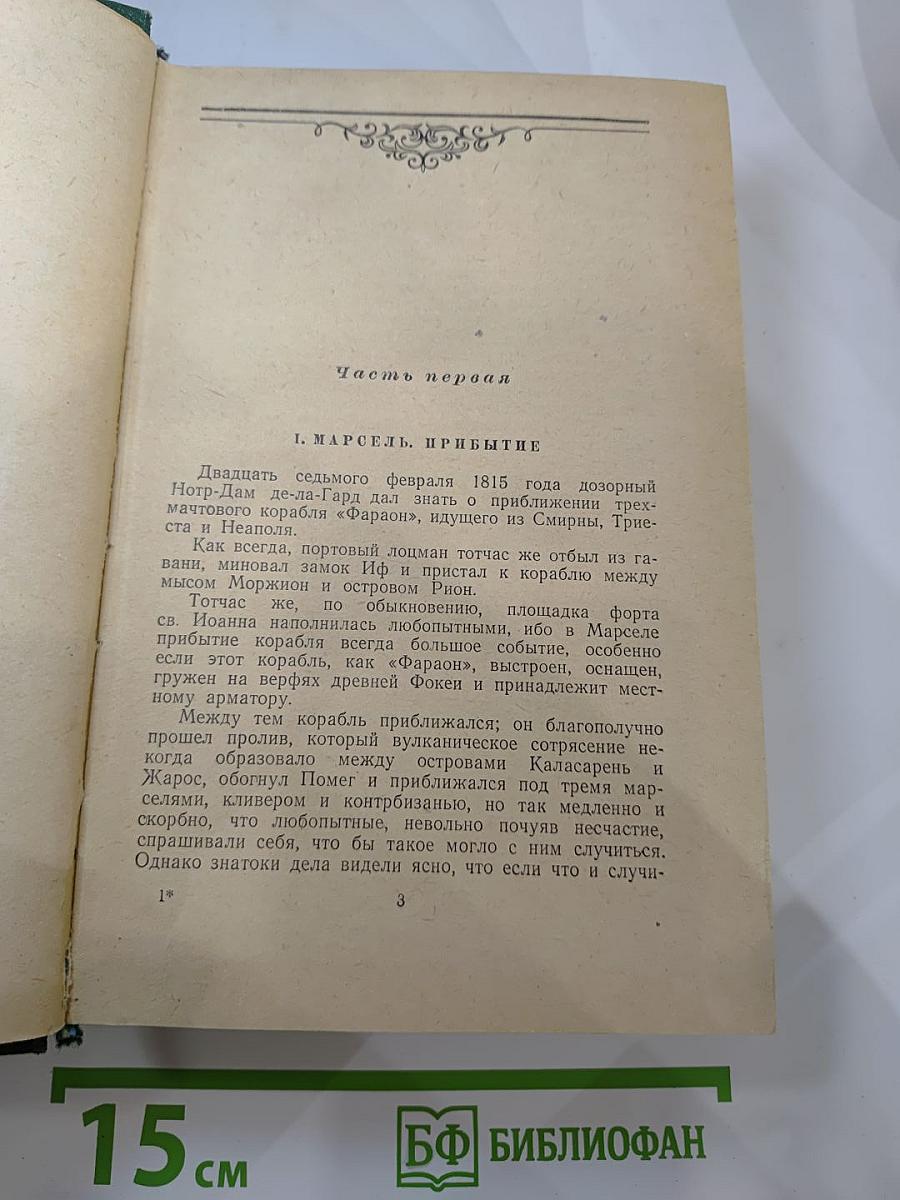 Часть первая
I. МАРСЕЛЬ. ПРИБЫТИЕ
Двадцать седьмого февраля 1815 года дозорный
Нотр-Дам де-ла-Гард дал знать о приближении трех-
мачтового корабля «Фараон», идущего из Смирны, Трие-
ста и Неаполя.
Как всегда, портовый лоцман тотчас же отбыл из га-
вани, миновал замок Иф и пристал к кораблю между
мысом Моржион и островом Рион.
Тотчас же, по обыкновению, площадка форта
св. Иоанна наполнилась любопытными, ибо в Марселе
прибытие корабля всегда большое событие, особенно
если этот корабль, как «Фараон», выстроен, оснащен,
гружен на верфях древней Фокеи и принадлежит мест-
ному арматору.
Между тем корабль приближался; он благополучно
прошел пролив, который вулканическое сотрясение не-
когда образовало между островами Каласарень и
Жарос, обогнул Помег и приближался под тремя мар-
селями, кливером и контрбизанью, но так медленно и
скорбно, что любопытные, невольно почуяв несчастие,
спрашивали себя, что бы такое могло с ним случиться.
Однако знатоки дела видели ясно, что если что и случи-
1*
3
15 см
БФ БИБЛИОФАН